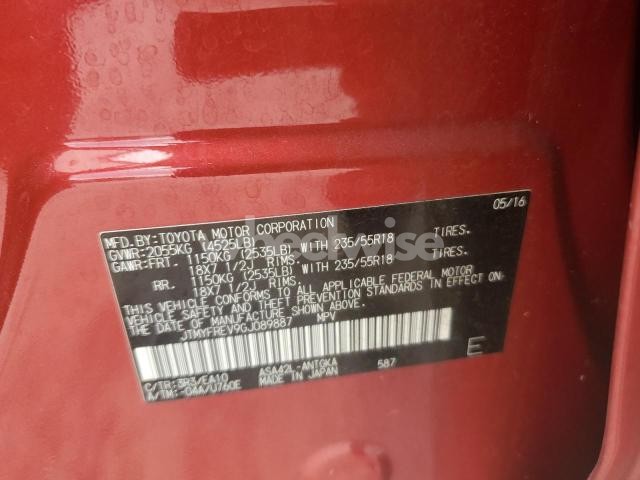 MFD.BY:TOYOTA MOTOR CORPORATION 05/16
GVWR:2055KG (4525LB)
GAWR:FRT. 1150KG (2535LB) WITH 235/55R18 TIRES.
18X7 1/2J RIMS.
RR. 1150KG (2535LB) WITH 235/55R18 TIRES.
18X7 1/2J RIMS.
THIS VEHICLE CONFORMS TO ALL APPLICABLE FEDERAL MOTOR
VEHICLE SAFETY AND THEFT PREVENTION STANDARDS IN EFFECT ON
THE DATE OF MANUFACTURE SHOWN ABOVE.
JTMYFREV9GJ089887 MPV
E
C/TR:3R3/EA10 ASA42L-ANTGKA 587
A/TM:-04A/U760E MADE IN JAPAN